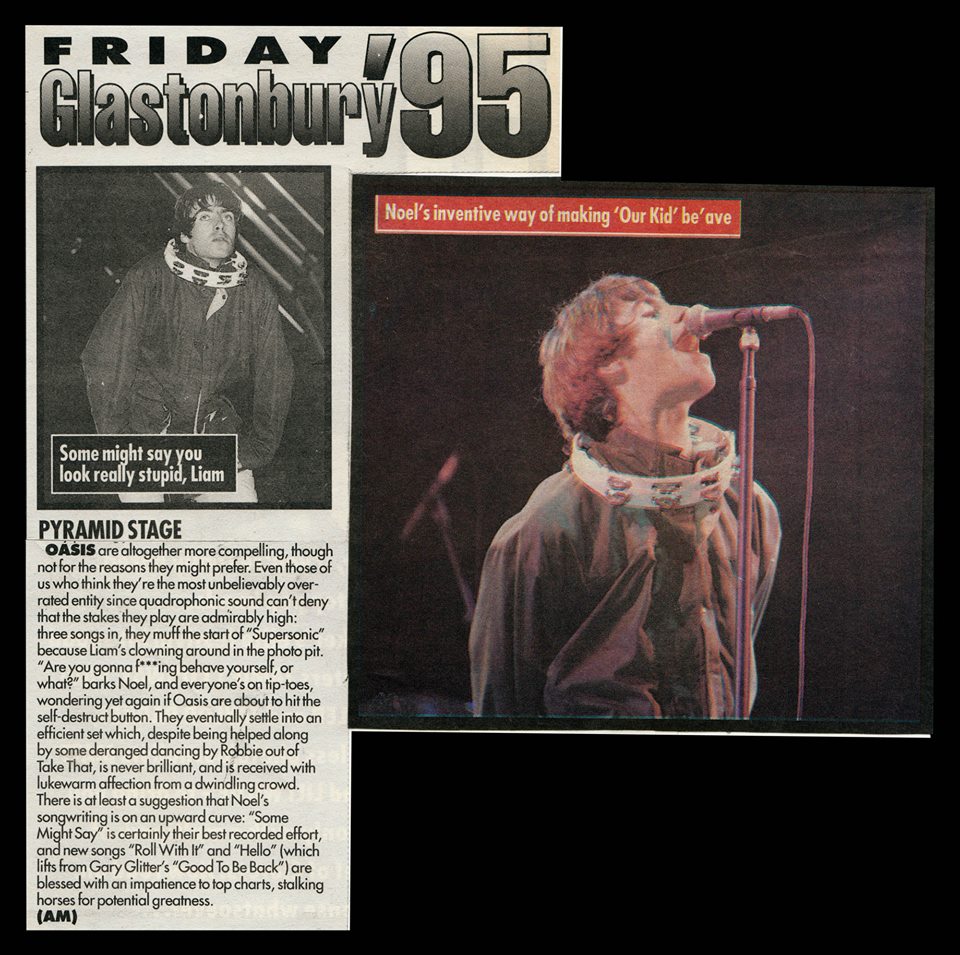 FRIDAY
Glastonbury '95
Some might say you
look really stupid, Liam
Noel's inventive way of making 'Our Kid' be'ave
PYRAMID STAGE
OASIS are altogether more compelling, though
not for the reasons they might prefer. Even those of
us who think they're the most unbelievably over-
rated entity since quadrophonic sound can't deny
that the stakes they play are admirably high:
three songs in, they muff the start of "Supersonic"
because Liam's clowning around in the photo pit.
"Are you gonna f***ing behave yourself, or
what?" barks Noel, and everyone's on tip-toes,
wondering yet again if Oasis are about to hit the
self-destruct button. They eventually settle into an
efficient set which, despite being helped along
by some deranged dancing by Robbie out of
Take That, is never brilliant, and is received with
lukewarm affection from a dwindling crowd.
There is at least a suggestion that Noel's
songwriting is on an upward curve: "Some
Might Say" is certainly their best recorded effort,
and new songs "Roll With It" and "Hello" (which
lifts from Gary Glitter's "Good To Be Back") are
blessed with an impatience to top charts, stalking
horses for potential greatness.
(AM)